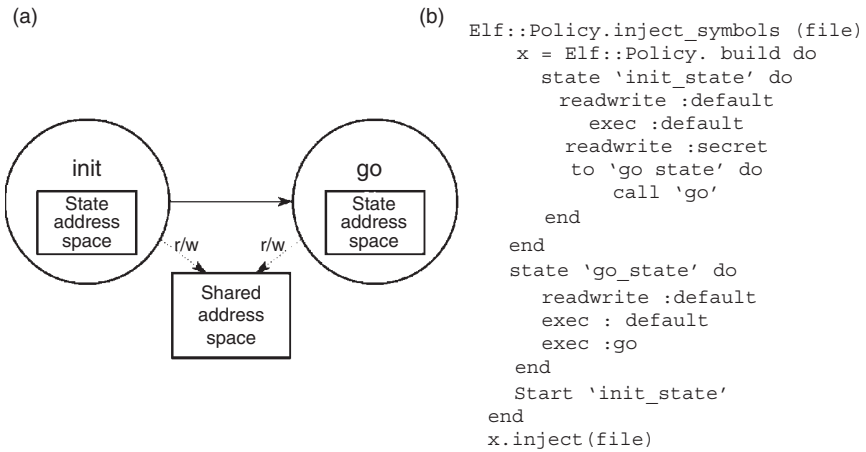 (a)
init
State
address
space
go
State
address
space
r/w
r/w
Shared
address
space
(b)
Elf::Policy.inject_symbols (file)
x = Elf::Policy. build do
state ‘init_state’ do
readwrite :default
exec :default
readwrite :secret
to ‘go state’ do
call ‘go’
end
end
state ‘go_state’ do
readwrite :default
exec : default
exec :go
end
Start ‘init_state’
end
x.inject(file)